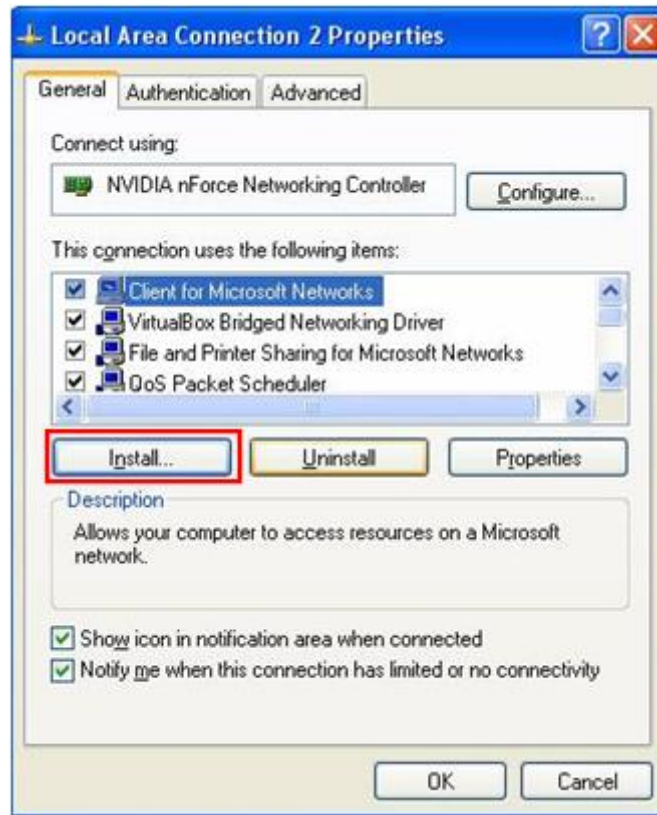 Local Area Connection 2 Properties
General Authentication Advanced
Connect using:
NVIDIA nForce Networking Controller Configure...
This connection uses the following items:
Client for Microsoft Networks
VirtualBox Bridged Networking Driver
File and Printer Sharing for Microsoft Networks
QoS Packet Scheduler
Install... Uninstall Properties
Description
Allows your computer to access resources on a Microsoft
network.
Show icon in notification area when connected
Notify me when this connection has limited or no connectivity
OK Cancel